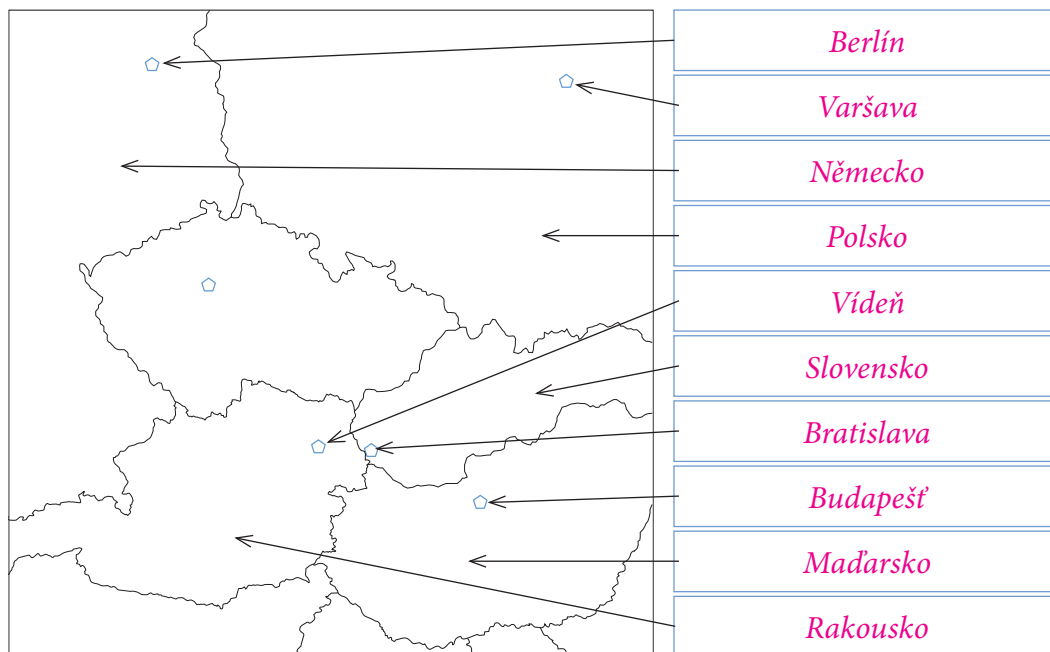 Berlín
Varšava
Německo
Polsko
Vídeň
Slovensko
Bratislava
Budapešť
Maďarsko
Rakousko